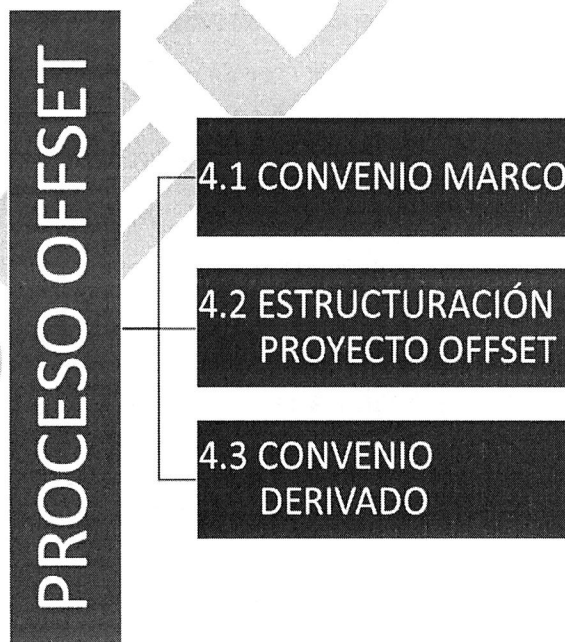 PROCESO OFFSET
4.1 CONVENIO MARCO
4.2 ESTRUCTURACIÓN
PROYECTO OFFSET
4.3 CONVENIO
DERIVADO